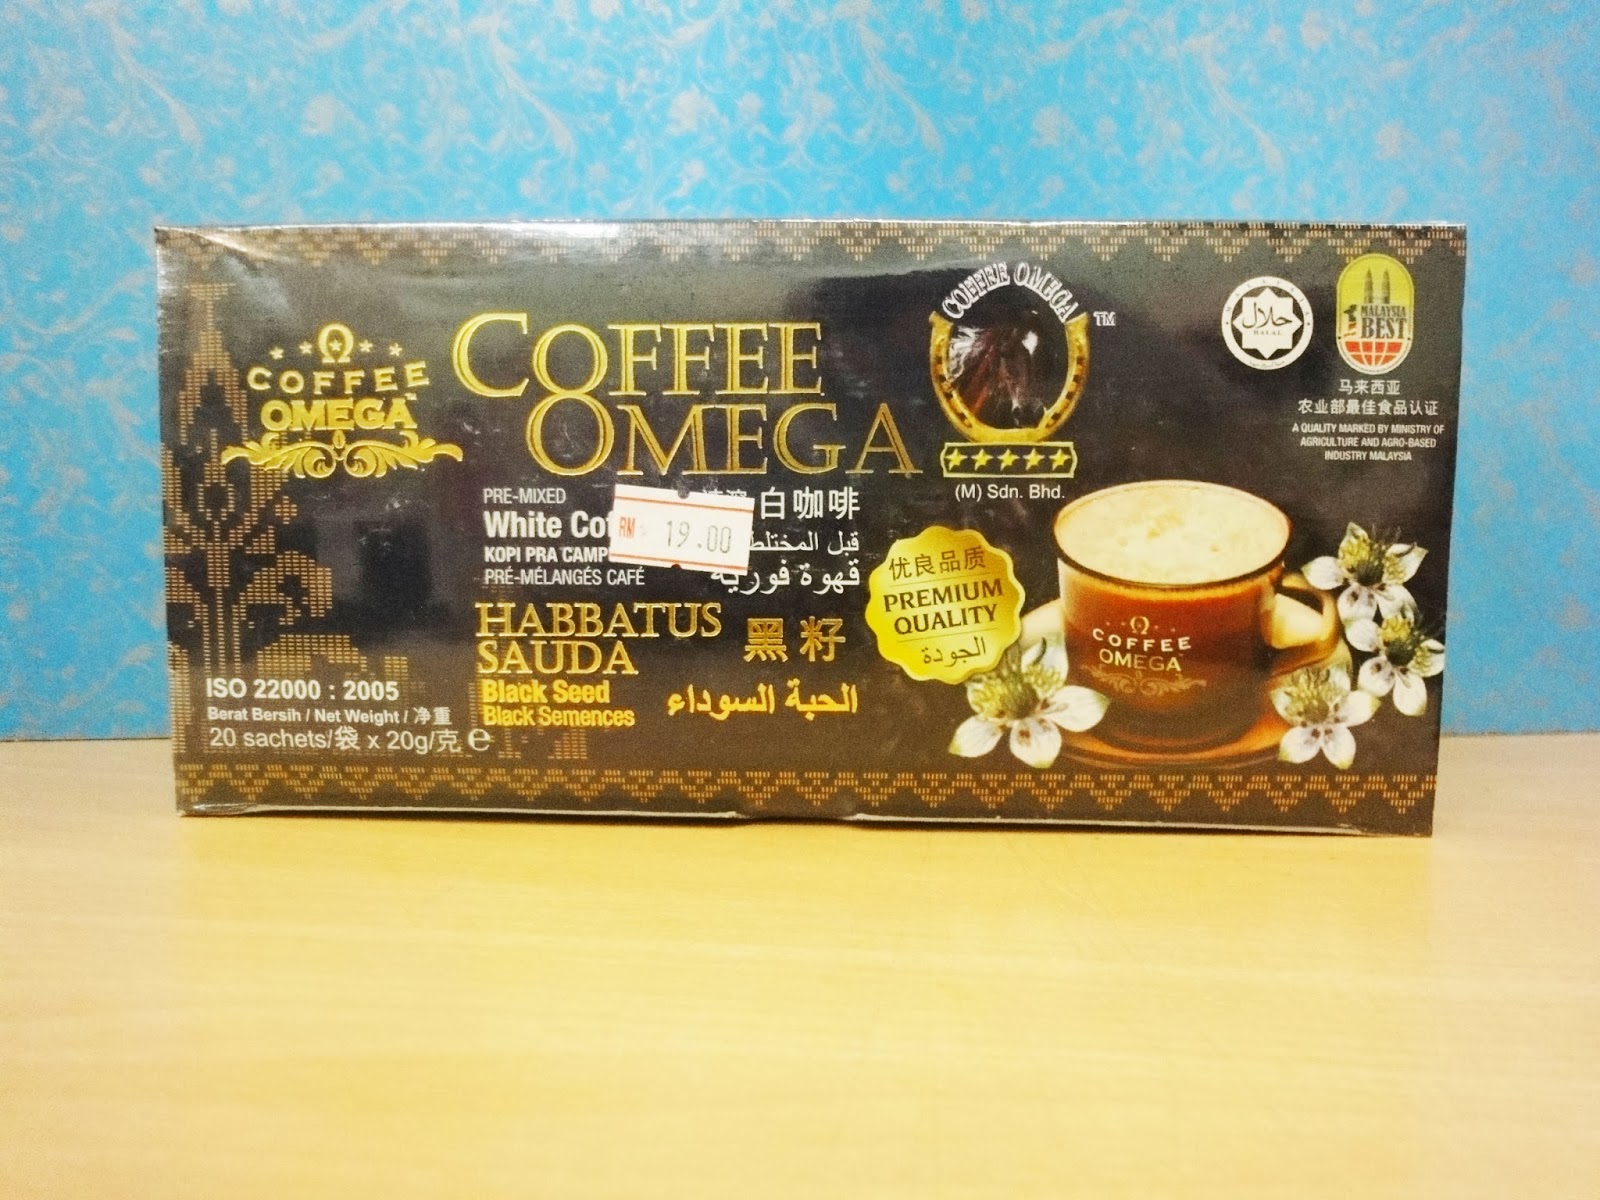 COFFEE
OMEGA™
COFFEE
OMEGA
COFFEE OMEGA
TM
(M) Sdn. Bhd.
MALAYSIA
حلال
HALAL
1
MALAYSIA
BEST
马来西亚
农业部最佳食品认证
A QUALITY MARKED BY MINISTRY OF
AGRICULTURE AND AGRO-BASED
INDUSTRY MALAYSIA
PRE-MIXED
White
KOPI PRA
PRÉ-MÉLANGÉS CAFÉ
RM 19.00
白咖啡
قبل المختلط
قهوة فورية
HABBATUS
SAUDA
黑籽
Black Seed
Black Semences
الحبة السوداء
优良品质
PREMIUM
QUALITY
الجودة
COFFEE
OMEGA
ISO 22000 : 2005
Berat Bersih / Net Weight / 净重
20 sachets/袋 x 20g/克 ℮